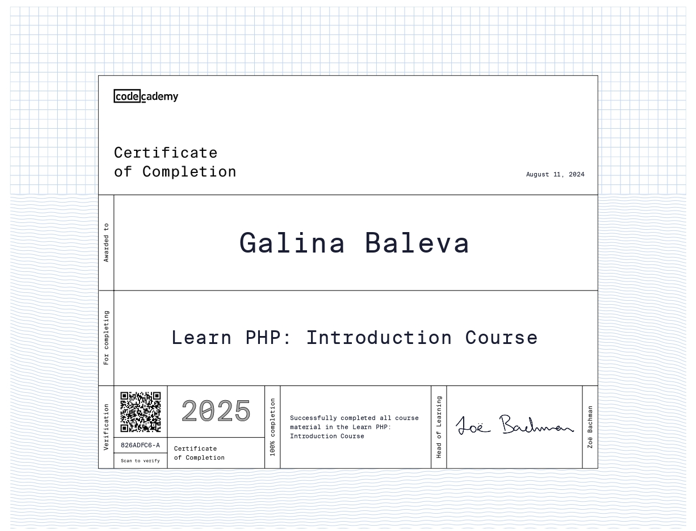 codecademy
Certificate
of Completion
August 11, 2024
Awarded to
Galina Baleva
For completing
Learn PHP: Introduction Course
Verification
826ADFC6-A
Scan to verify
2025
Certificate
of Completion
100% completion
Successfully completed all course
material in the Learn PHP:
Introduction Course
Head of Learning
Zoë Bachman
Zoë Bachman